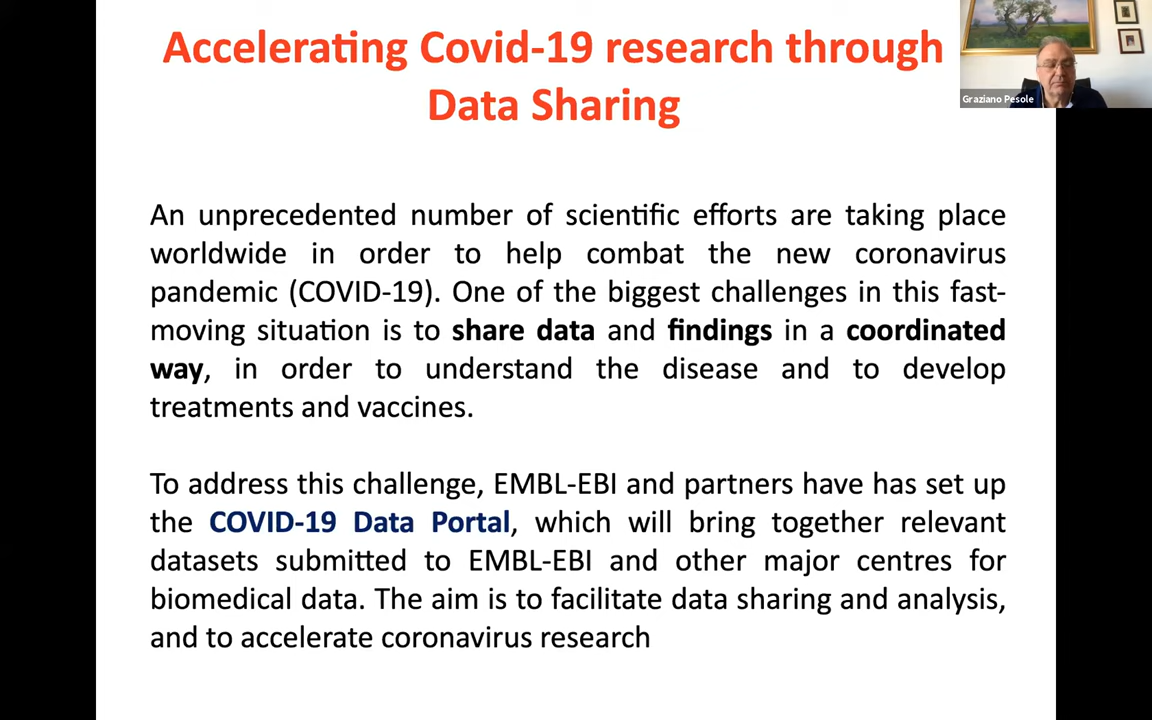 Accelerating Covid-19 research through
Data Sharing
Graziano Pesole
An unprecedented number of scientific efforts are taking place
worldwide in order to help combat the new coronavirus
pandemic (COVID-19). One of the biggest challenges in this fast-
moving situation is to share data and findings in a coordinated
way, in order to understand the disease and to develop
treatments and vaccines.
To address this challenge, EMBL-EBI and partners have has set up
the COVID-19 Data Portal, which will bring together relevant
datasets submitted to EMBL-EBI and other major centres for
biomedical data. The aim is to facilitate data sharing and analysis,
and to accelerate coronavirus research